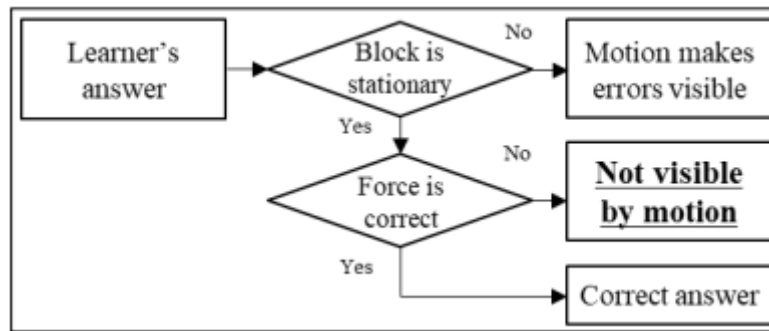 Learner's
answer
Block is
stationary
No
Motion makes
errors visible
Yes
Force is
correct
No
Not visible
by motion
Yes
Correct answer